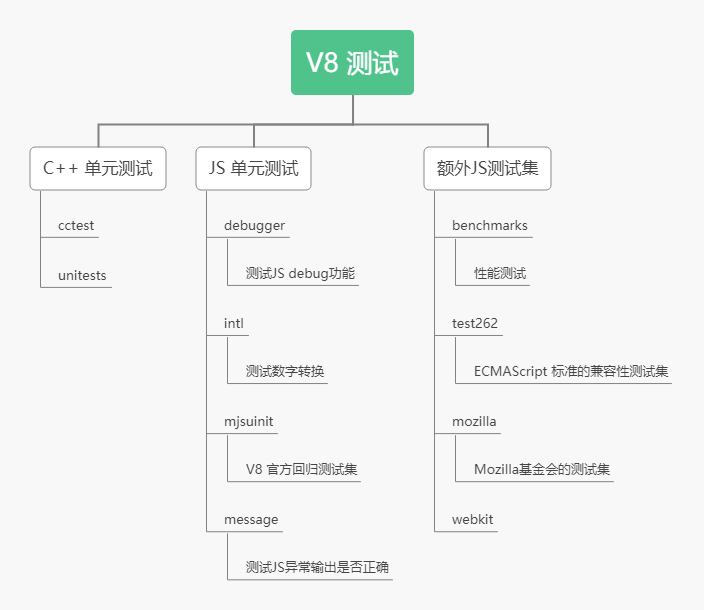 V8 测试
C++ 单元测试
cctest
unitests
JS 单元测试
debugger
测试JS debug功能
intl
测试数字转换
mjsuinit
V8 官方回归测试集
message
测试JS异常输出是否正确
额外JS测试集
benchmarks
性能测试
test262
ECMAScript 标准的兼容性测试集
mozilla
Mozilla基金会的测试集
webkit